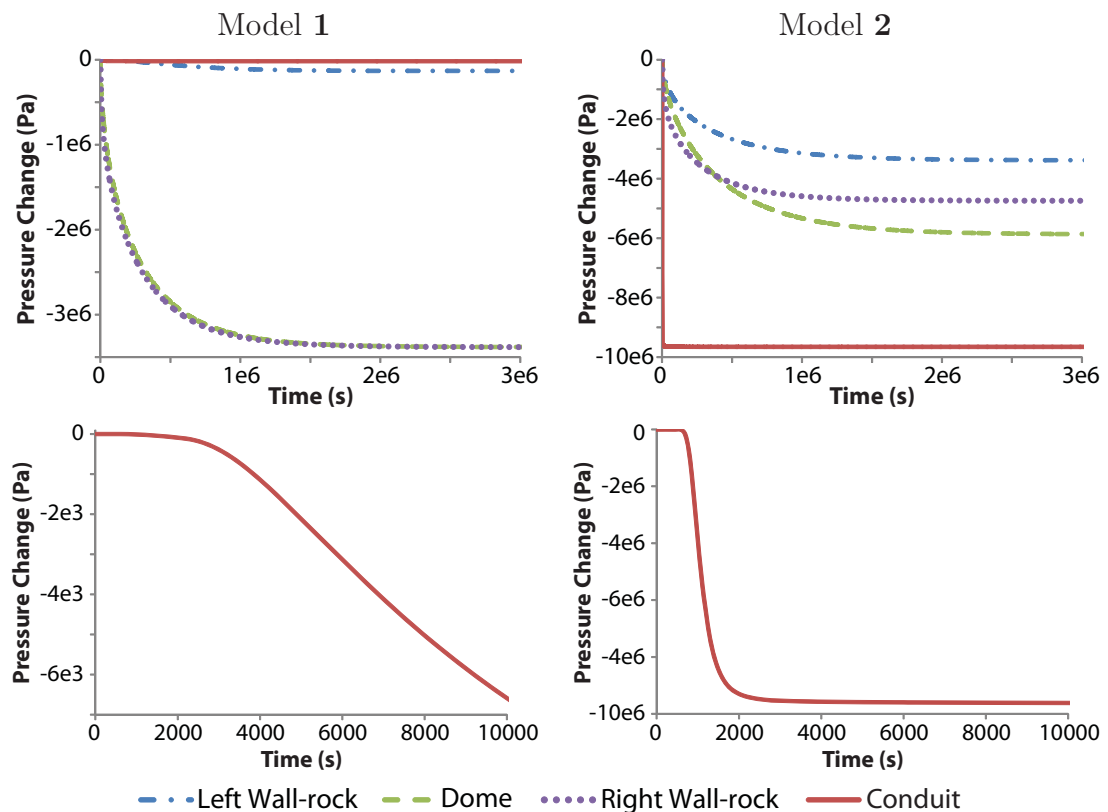 Model 1
Model 2
Pressure Change (Pa)
0
-1e6
-2e6
-3e6
0
1e6
2e6
3e6
Time (s)
Pressure Change (Pa)
0
-2e6
-4e6
-6e6
-8e6
-10e6
0
1e6
2e6
3e6
Time (s)
Pressure Change (Pa)
0
-2e3
-4e3
-6e3
0
2000
4000
6000
8000
10000
Time (s)
Pressure Change (Pa)
0
-2e6
-4e6
-6e6
-4e6
-10e6
0
2000
4000
6000
8000
10000
Time (s)
Left Wall-rock
Dome
Right Wall-rock
Conduit